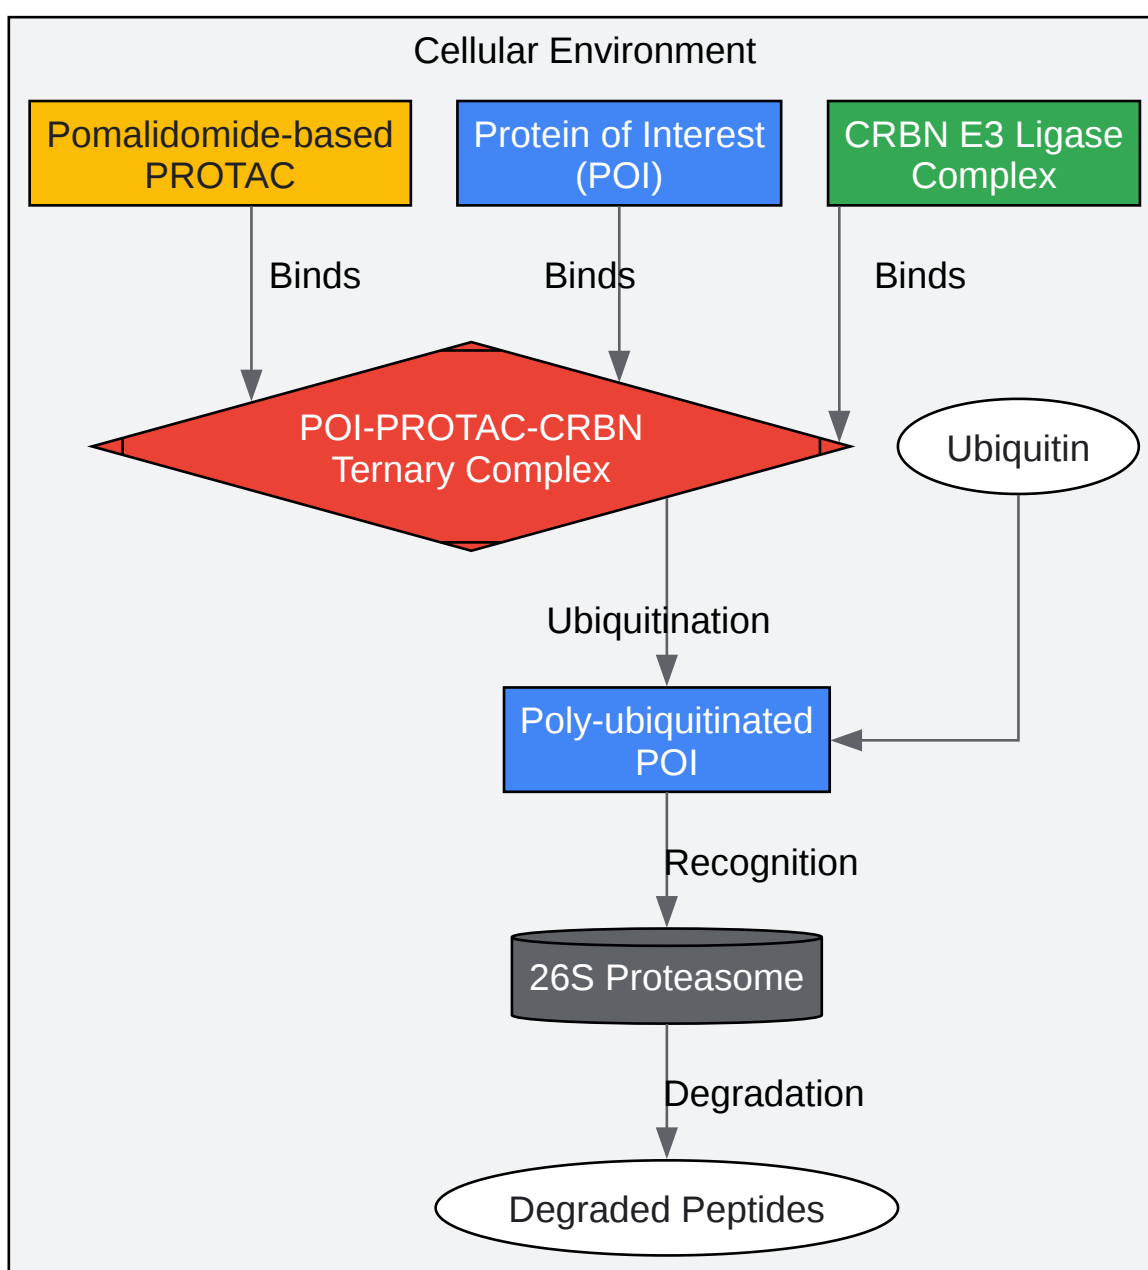 Cellular Environment
Pomalidomide-based
PROTAC
Protein of Interest
(POI)
CRBN E3 Ligase
Complex
Binds
Binds
Binds
POI-PROTAC-CRBN
Ternary Complex
Ubiquitin
Ubiquitination
Poly-ubiquitinated
POI
Recognition
26S Proteasome
Degradation
Degraded Peptides